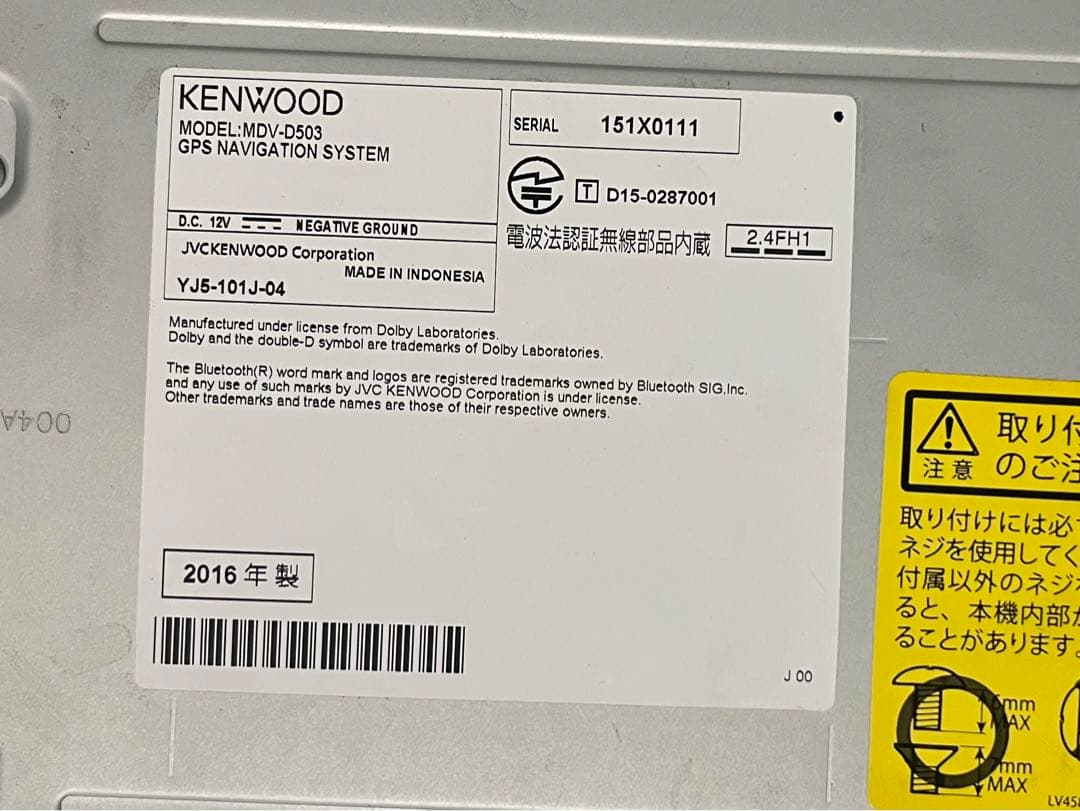 KENWOOD
MODEL:MDV-D503
GPS NAVIGATION SYSTEM
D.C. 12V NEGATIVE GROUND
JVCKENWOOD Corporation
MADE IN INDONESIA
YJ5-101J-04
SERIAL 151X0111
T D15-0287001
電波法認証無線部品内蔵 2.4FH1
Manufactured under license from Dolby Laboratories.
Dolby and the double-D symbol are trademarks of Dolby Laboratories.
The Bluetooth(R) word mark and logos are registered trademarks owned by Bluetooth SIG,Inc.
and any use of such marks by JVC KENWOOD Corporation is under license.
Other trademarks and trade names are those of their respective owners.
2016 年 製
J 00
004A
注意
取り付
のご注
取り付けには必
ネジを使用してく
付属以外のネジ
ると、本機内部
ることがあります。
mm
MAX
mm
MAX
LV45